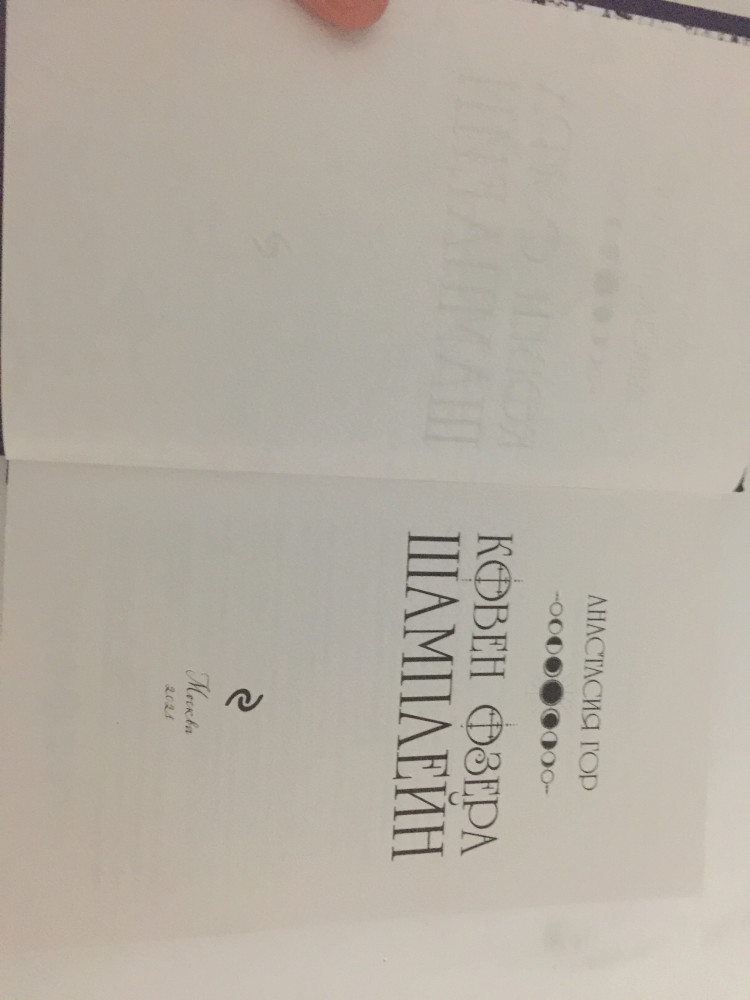 АНАСТАСИЯ ГОР
КОВЕН ОЗЕРА
ШАМПЛЕЙН
Москва
2021